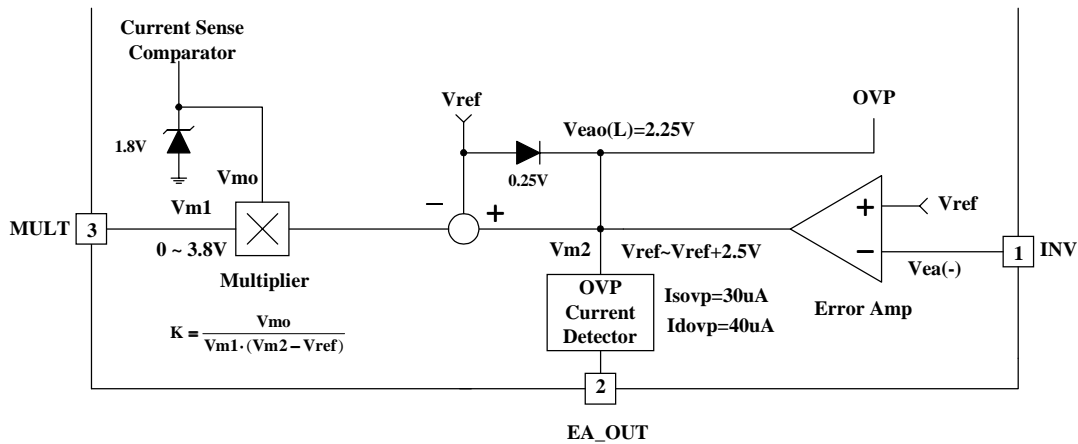 Current Sense
Comparator
Vref
OVP
Veao(L)=2.25V
1.8V
Vmo
0.25V
Vm1
− +
+ Vref
MULT 3
0 ~ 3.8V
Vm2
Vref~Vref+2.5V
−
1 INV
Vea(-)
Multiplier
OVP
Current
Detector
Isovp=30uA
Idovp=40uA
Error Amp
K = Vmo / Vm1·(Vm2 − Vref)
2
EA_OUT